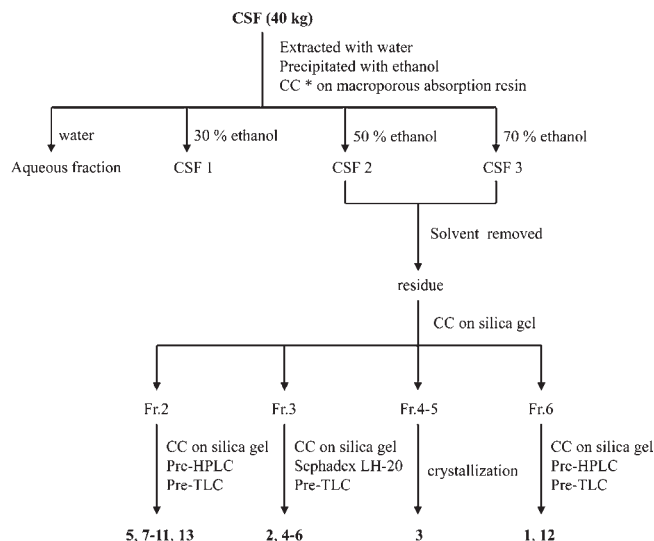 CSF (40 kg)
Extracted with water
Precipitated with ethanol
CC * on macroporous absorption resin
water
30 % ethanol
50 % ethanol
70 % ethanol
Aqueous fraction
CSF 1
CSF 2
CSF 3
Solvent removed
residue
CC on silica gel
Fr.2
Fr.3
Fr.4-5
Fr.6
CC on silica gel
Pre-HPLC
Pre-TLC
CC on silica gel
Sephadex LH-20
Pre-TLC
crystallization
CC on silica gel
Pre-HPLC
Pre-TLC
5, 7-11, 13
2, 4-6
3
1, 12